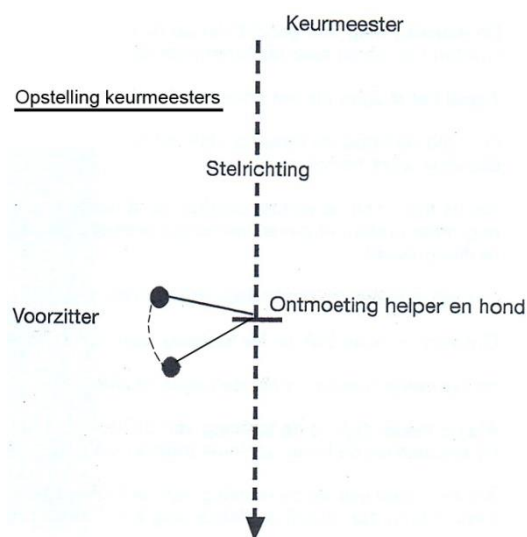 Keurmeester
Opstelling keurmeesters
Stelrichting
Ontmoeting helper en hond
Voorzitter